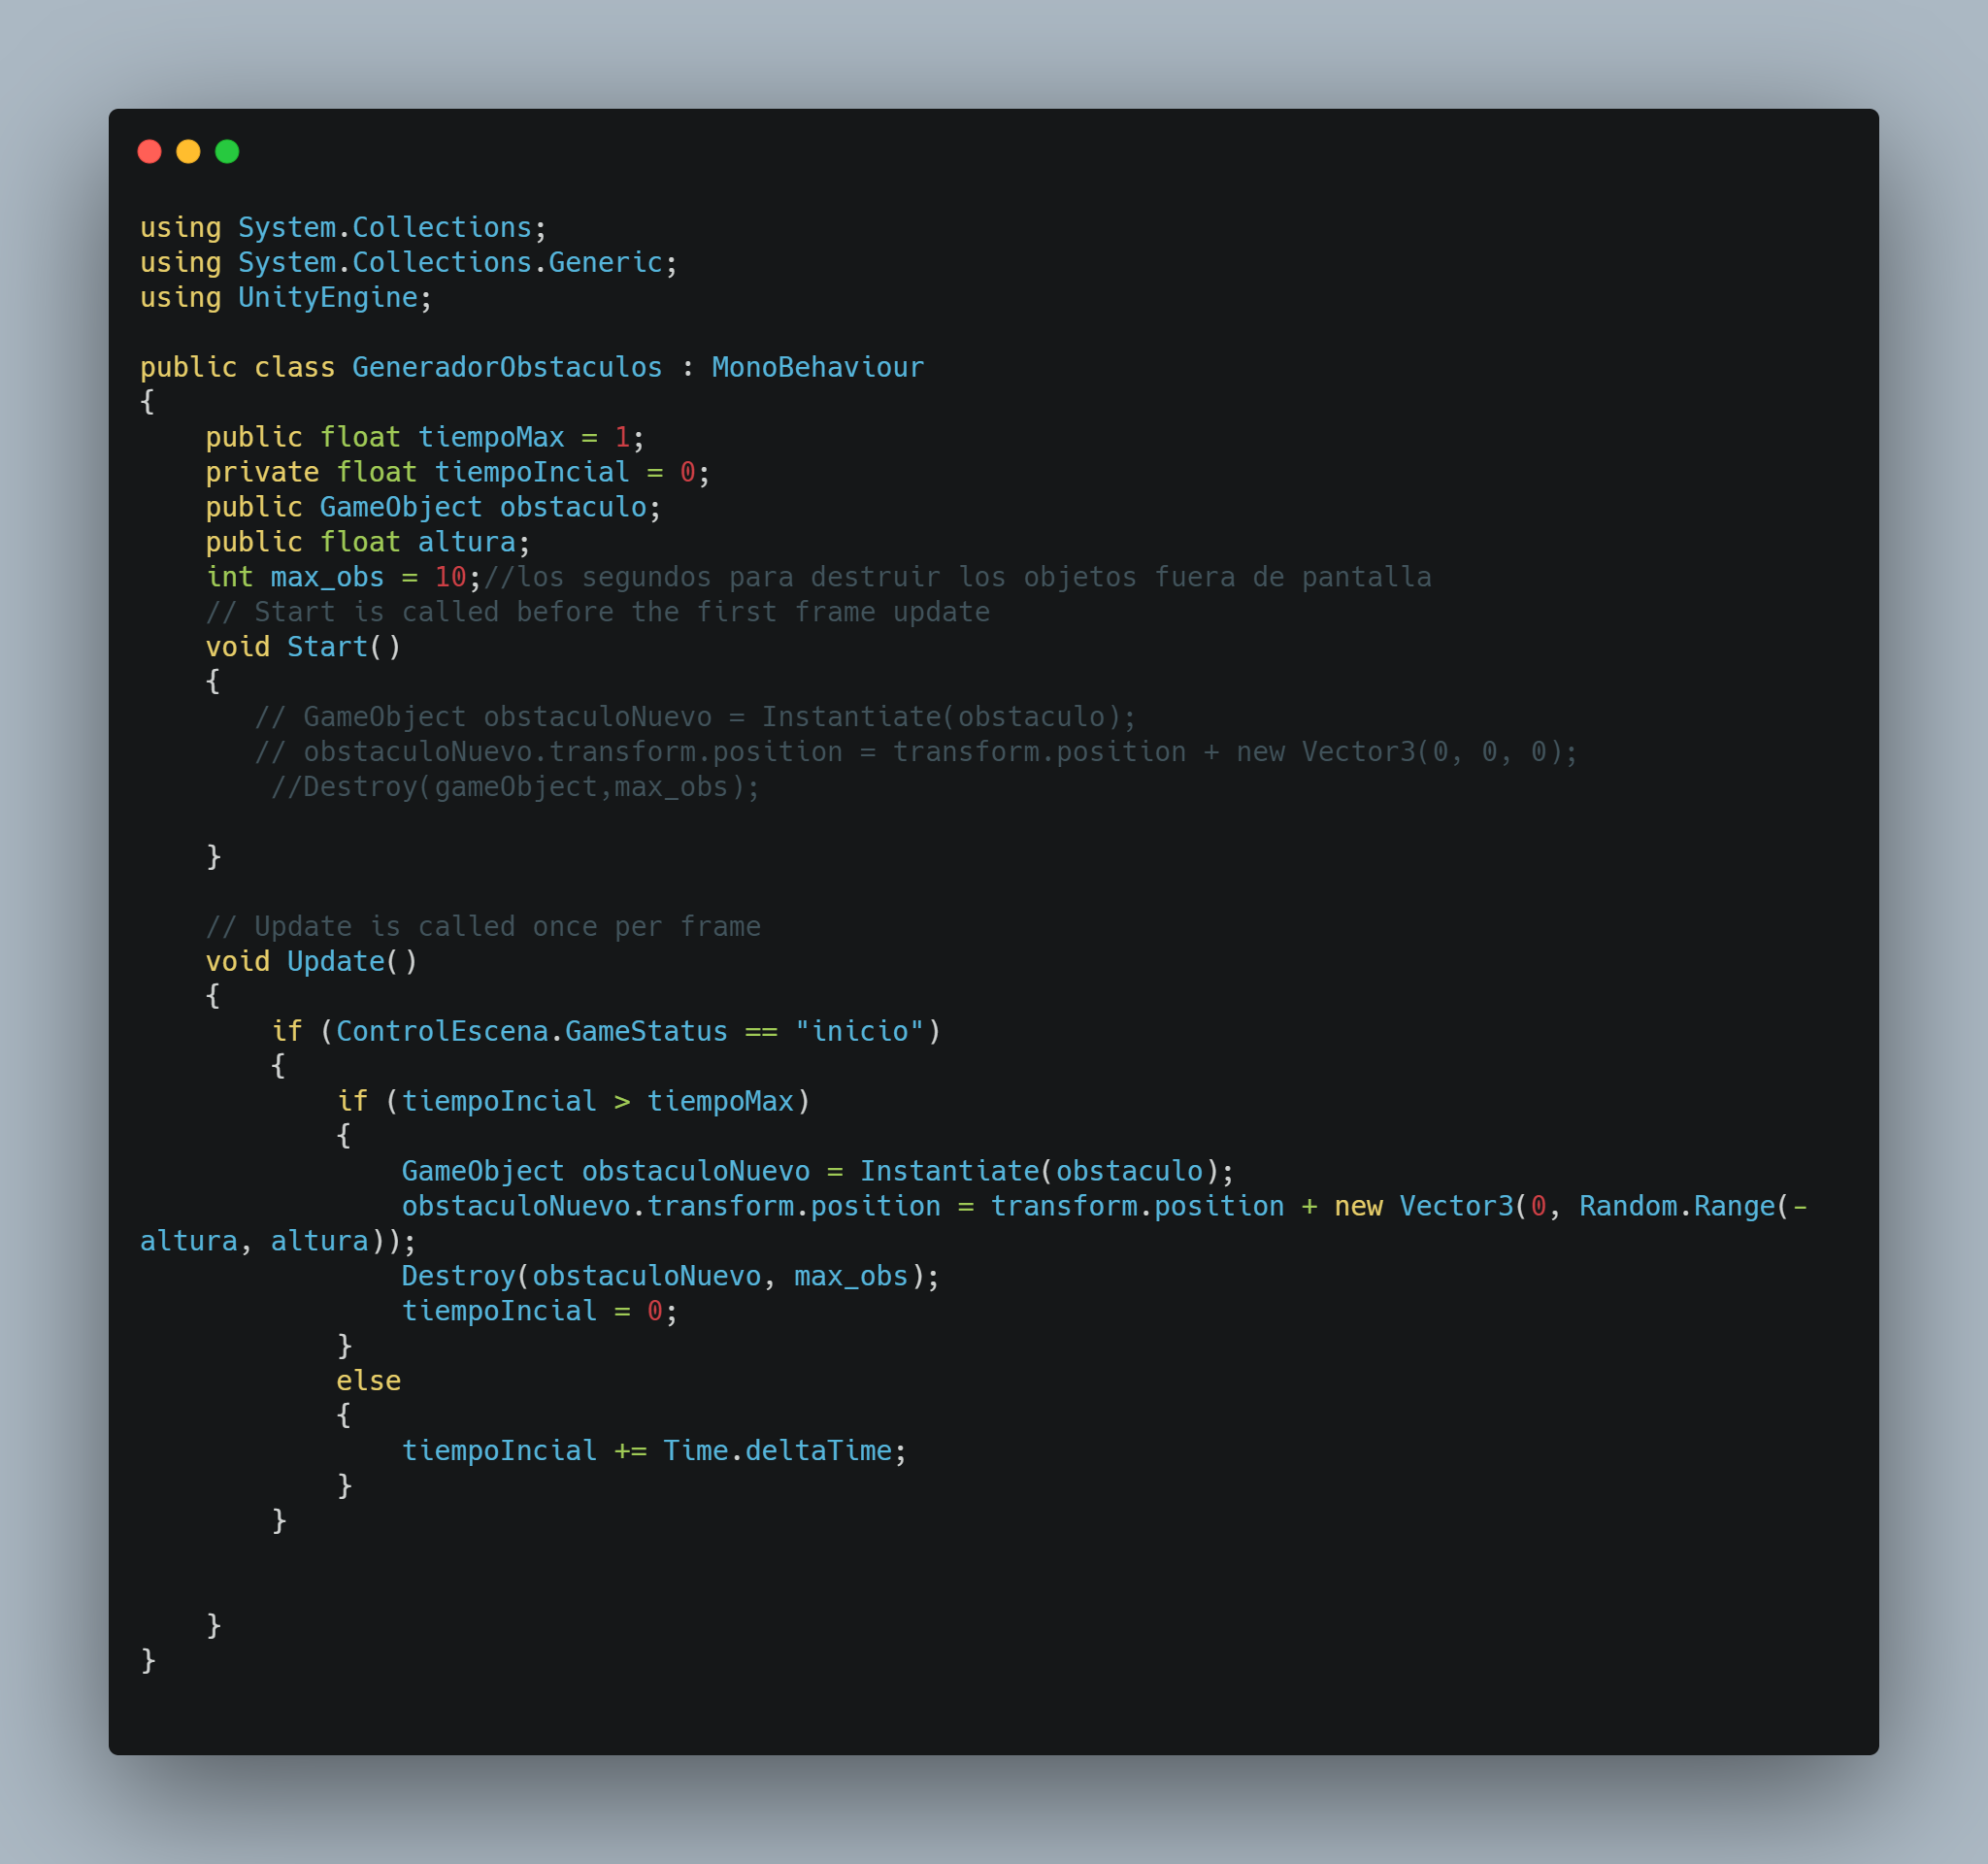 using System.Collections;
using System.Collections.Generic;
using UnityEngine;

public class GeneradorObstaculos : MonoBehaviour
{
    public float tiempoMax = 1;
    private float tiempoIncial = 0;
    public GameObject obstaculo;
    public float altura;
    int max_obs = 10;//los segundos para destruir los objetos fuera de pantalla
    // Start is called before the first frame update
    void Start()
    {
       // GameObject obstaculoNuevo = Instantiate(obstaculo);
       // obstaculoNuevo.transform.position = transform.position + new Vector3(0, 0, 0);
        //Destroy(gameObject,max_obs);

    }

    // Update is called once per frame
    void Update()
    {
        if (ControlEscena.GameStatus == "inicio")
        {
            if (tiempoIncial > tiempoMax)
            {
                GameObject obstaculoNuevo = Instantiate(obstaculo);
                obstaculoNuevo.transform.position = transform.position + new Vector3(0, Random.Range(-
altura, altura));
                Destroy(obstaculoNuevo, max_obs);
                tiempoIncial = 0;
            }
            else
            {
                tiempoIncial += Time.deltaTime;
            }
        }



    }
}